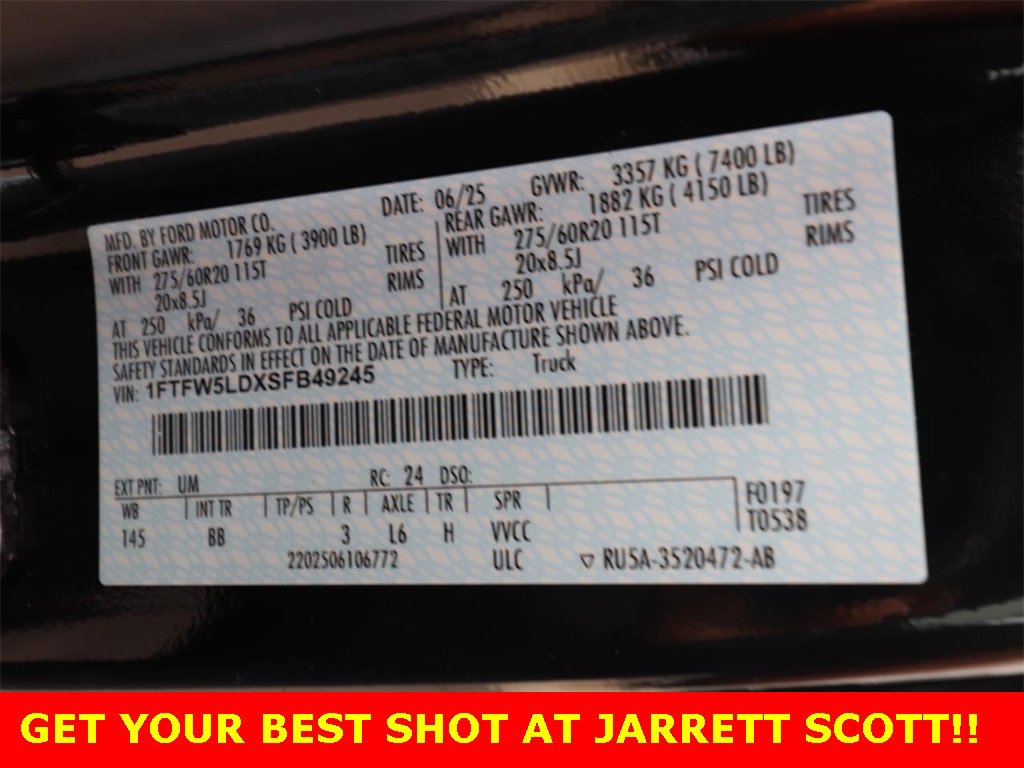 MFD. BY FORD MOTOR CO. DATE: 06/25 GVWR: 3357 KG ( 7400 LB)
FRONT GAWR: 1769 KG ( 3900 LB) REAR GAWR: 1882 KG ( 4150 LB)
WITH 275/60R20 115T TIRES WITH 275/60R20 115T TIRES
20x8.5J RIMS 20x8.5J RIMS
AT 250 kPa/ 36 PSI COLD AT 250 kPa/ 36 PSI COLD
THIS VEHICLE CONFORMS TO ALL APPLICABLE FEDERAL MOTOR VEHICLE
SAFETY STANDARDS IN EFFECT ON THE DATE OF MANUFACTURE SHOWN ABOVE.
VIN: 1FTFW5LDXSFB49245 TYPE: Truck
EXT PNT: UM RC: 24 DSO:
WB INT TR TP/PS R AXLE TR SPR F0197
145 BB 3 L6 H VVCC T0538
2202506106772 ULC ▽ RU5A-3520472-AB
GET YOUR BEST SHOT AT JARRETT SCOTT!!